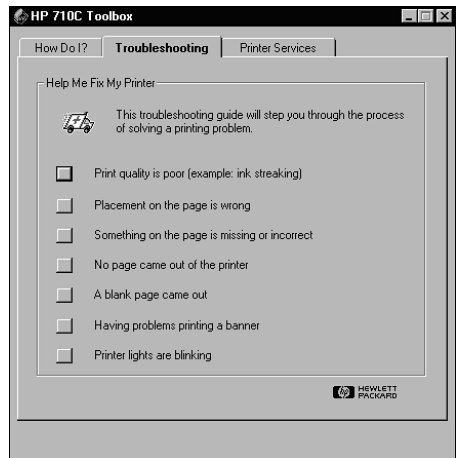 HP 710C Toolbox
How Do I?
Troubleshooting
Printer Services
Help Me Fix My Printer
This troubleshooting guide will step you through the process
of solving a printing problem.
Print quality is poor (example: ink streaking)
Placement on the page is wrong
Something on the page is missing or incorrect
No page came out of the printer
A blank page came out
Having problems printing a banner
Printer lights are blinking
hp HEWLETT
PACKARD